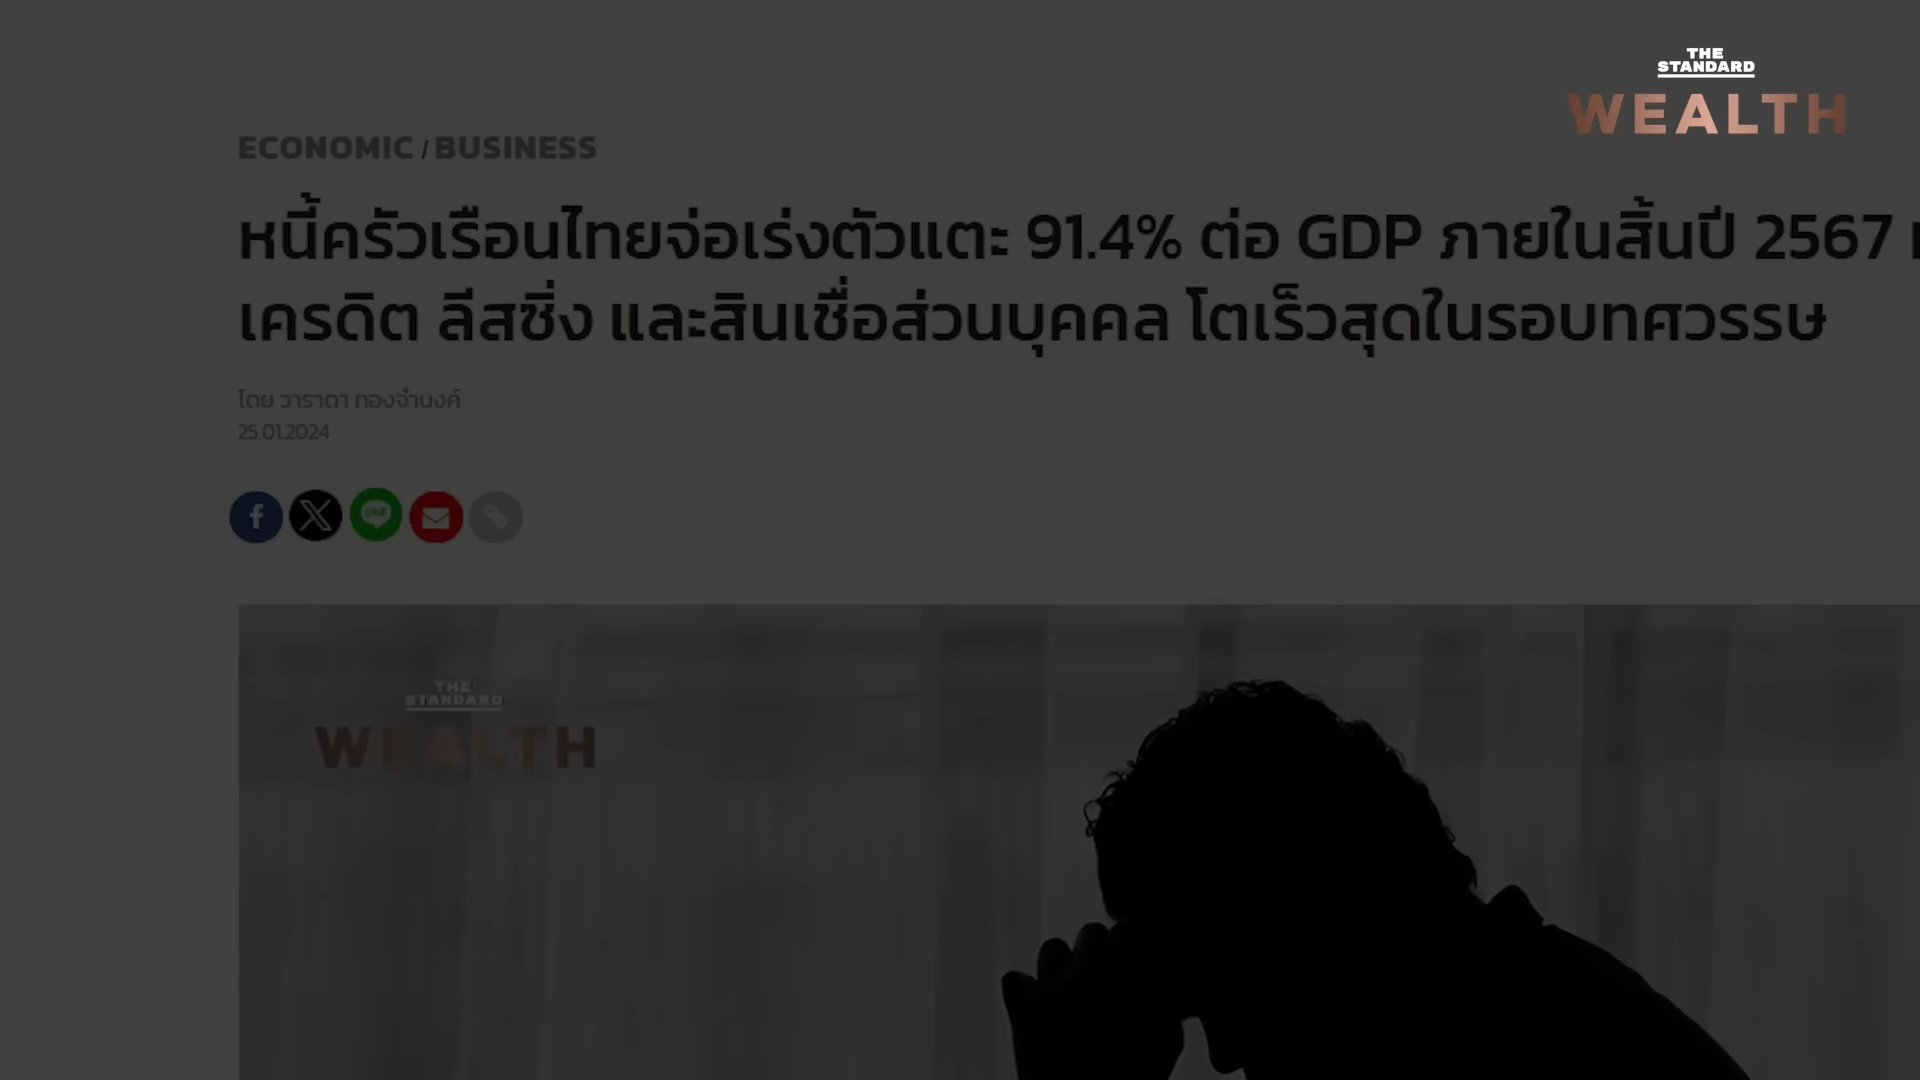 THE
STANDARD
WEALTH
ECONOMIC / BUSINESS
หนี้ครัวเรือนไทยจ่อเร่งตัวแตะ 91.4% ต่อ GDP ภายในสิ้นปี 2567
เครดิต ลีสซิ่ง และสินเชื่อส่วนบุคคล โตเร็วสุดในรอบทศวรรษ
โดย วาราดา ทองจำนงค์
25.01.2024
LINE
THE
STANDARD
WEALTH